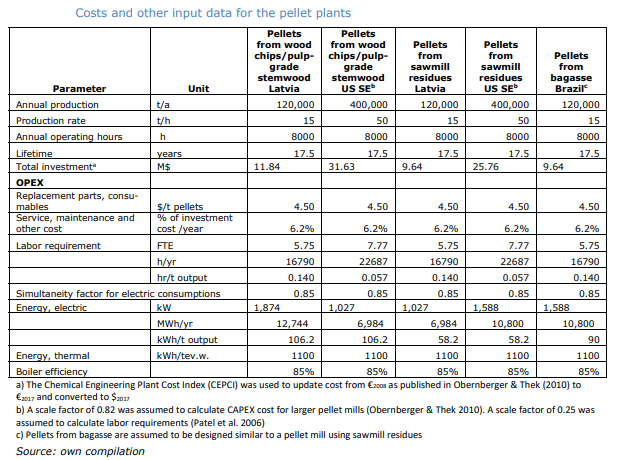 Costs and other input data for the pellet plants
Parameter Unit Pellets from wood chips/pulp-grade stemwood Latvia Pellets from wood chips/pulp-grade stemwood US SEᵇ Pellets from sawmill residues Latvia Pellets from sawmill residues US SEᵇ Pellets from bagasse Brazilᶜ
Annual production t/a 120,000 400,000 120,000 400,000 120,000
Production rate t/h 15 50 15 50 15
Annual operating hours h 8000 8000 8000 8000 8000
Lifetime years 17.5 17.5 17.5 17.5 17.5
Total investmentᵃ M$ 11.84 31.63 9.64 25.76 9.64
OPEX
Replacement parts, consu-
mables $/t pellets 4.50 4.50 4.50 4.50 4.50
Service, maintenance and other cost % of investment cost /year 6.2% 6.2% 6.2% 6.2% 6.2%
Labor requirement FTE 5.75 7.77 5.75 7.77 5.75
h/yr 16790 22687 16790 22687 16790
hr/t output 0.140 0.057 0.140 0.057 0.140
Simultaneity factor for electric consumptions 0.85 0.85 0.85 0.85 0.85
Energy, electric kW 1,874 1,027 1,027 1,588 1,588
MWh/yr 12,744 6,984 6,984 10,800 10,800
kWh/t output 106.2 106.2 58.2 58.2 90
Energy, thermal kWh/tev.w. 1100 1100 1100 1100 1100
Boiler efficiency 85% 85% 85% 85% 85%
a) The Chemical Engineering Plant Cost Index (CEPCI) was used to update cost from €₂₀₀₈ as published in Obernberger & Thek (2010) to
€₂₀₁₇ and converted to $₂₀₁₇
b) A scale factor of 0.82 was assumed to calculate CAPEX cost for larger pellet mills (Obernberger & Thek 2010). A scale factor of 0.25 was
assumed to calculate labor requirements (Patel et al. 2006)
c) Pellets from bagasse are assumed to be designed similar to a pellet mill using sawmill residues
Source: own compilation